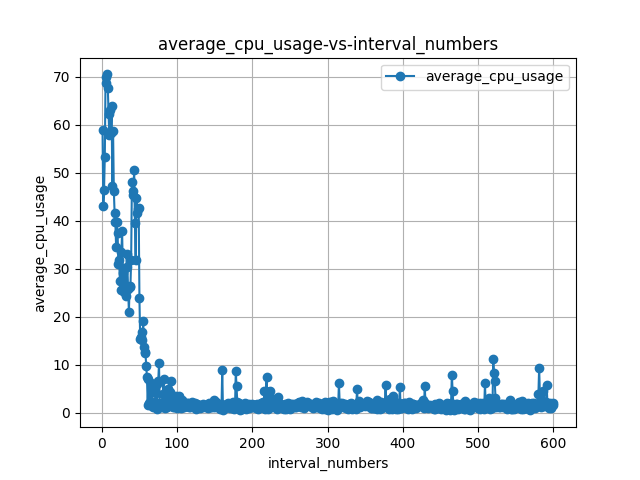 average_cpu_usage-vs-interval_numbers
average_cpu_usage
70
60
50
40
30
20
10
0
average_cpu_usage
0 100 200 300 400 500 600
interval_numbers